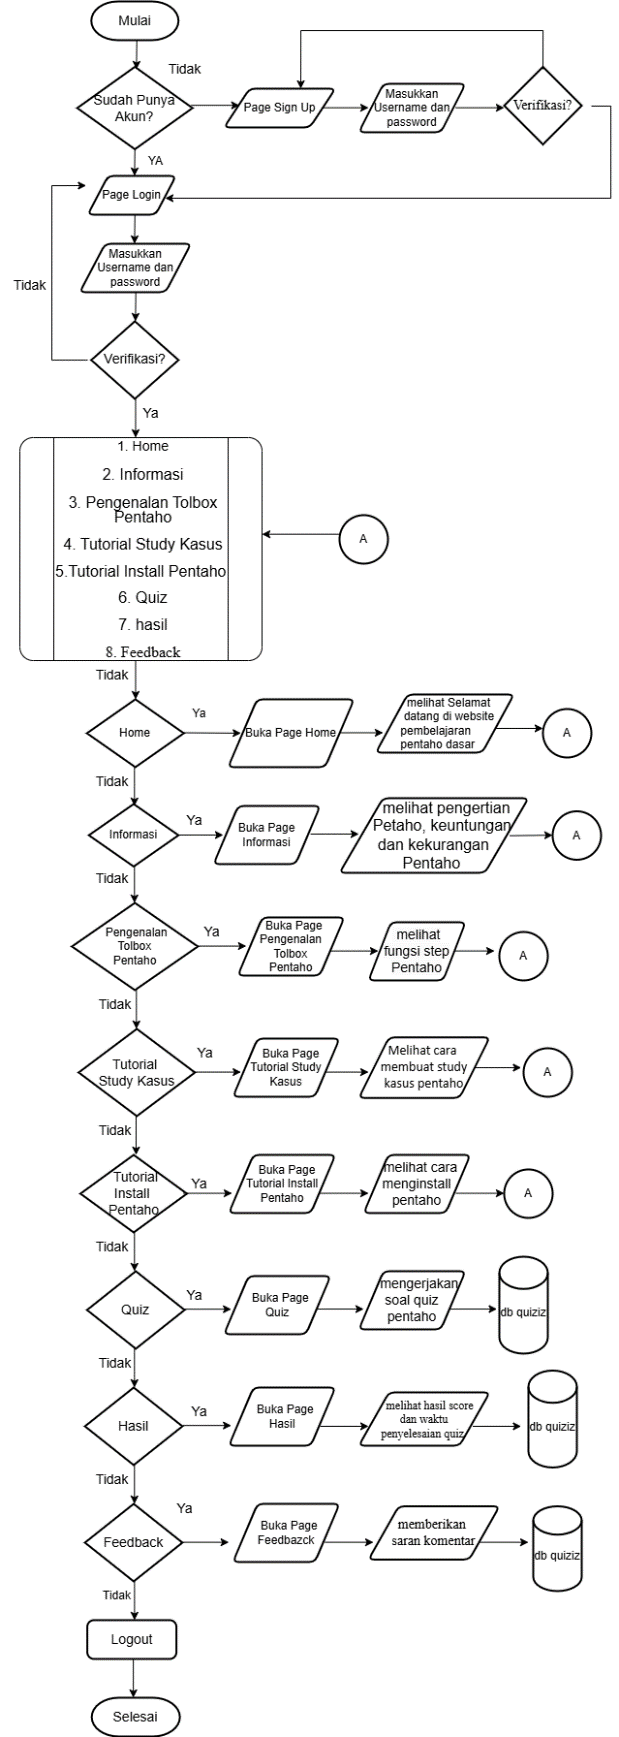 Mulai
Tidak
Sudah Punya
Akun?
Page Sign Up
Masukkan
Username dan
password
Verifikasi?
YA
Page Login
Masukkan
Username dan
password
Tidak
Verifikasi?
Ya
1. Home
2. Informasi
3. Pengenalan Tolbox
Pentaho
4. Tutorial Study Kasus
5.Tutorial Install Pentaho
6. Quiz
7. hasil
8. Feedback
A
Tidak
Home
Ya
Buka Page Home
melihat Selamat
datang di website
pembelajaran
pentaho dasar
A
Tidak
Informasi
Ya
Buka Page
Informasi
melihat pengertian
Petaho, keuntungan
dan kekurangan
Pentaho
A
Tidak
Pengenalan
Tolbox
Pentaho
Ya
Buka Page
Pengenalan
Tolbox
Pentaho
melihat
fungsi step
Pentaho
A
Tidak
Tutorial
Study Kasus
Ya
Buka Page
Tutorial Study
Kasus
Melihat cara
membuat study
kasus pentaho
A
Tidak
Tutorial
Install
Pentaho
Ya
Buka Page
Tutorial Install
Pentaho
melihat cara
menginstall
pentaho
A
Tidak
Quiz
Ya
Buka Page
Quiz
mengerjakan
soal quiz
pentaho
db quiziz
Tidak
Hasil
Ya
Buka Page
Hasil
melihat hasil score
dan waktu
penyelesaian quiz
db quiziz
Tidak
Feedback
Ya
Buka Page
Feedbazck
memberikan
saran komentar
db quiziz
Tidak
Logout
Selesai